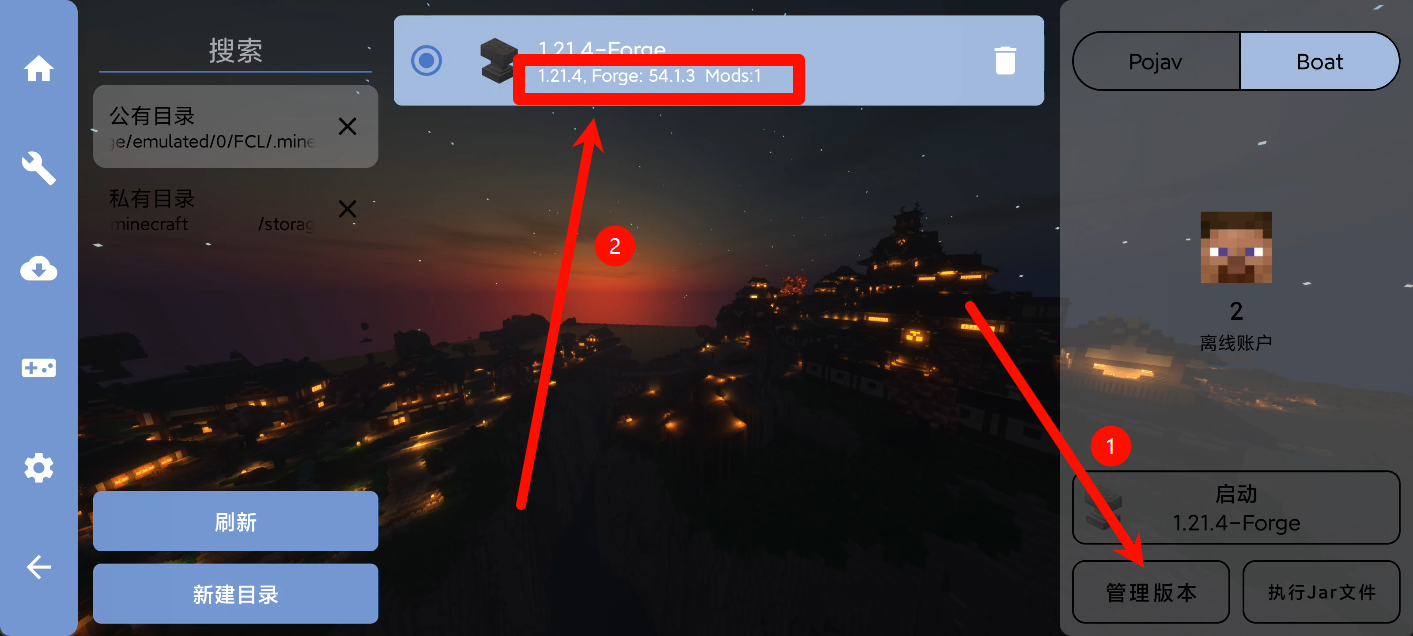 搜索
公有目录
ge/emulated/0/FCL/.mine
私有目录
minecraft /storag
刷新
新建目录
1.21.4-Forge
1.21.4, Forge: 54.1.3 Mods:1
2
1
Pojav
Boat
2
离线账户
启动
1.21.4-Forge
管理版本
执行Jar文件